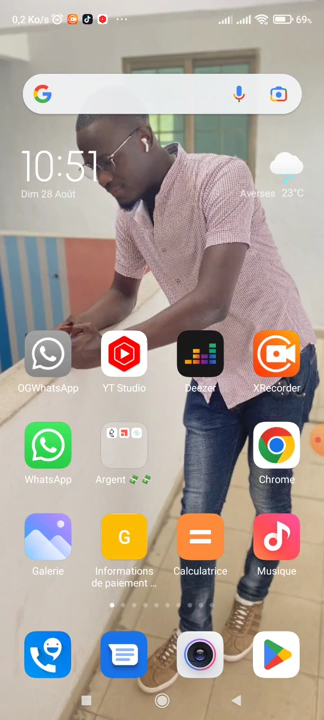 0,2 Ko/s
69%
10:51
Dim 28 Août
Averses 23°C
OGWhatsApp
YT Studio
Deezer
XRecorder
WhatsApp
Argent 💸 💸
Chrome
G
Galerie
Informations
de paiement ...
Calculatrice
Musique